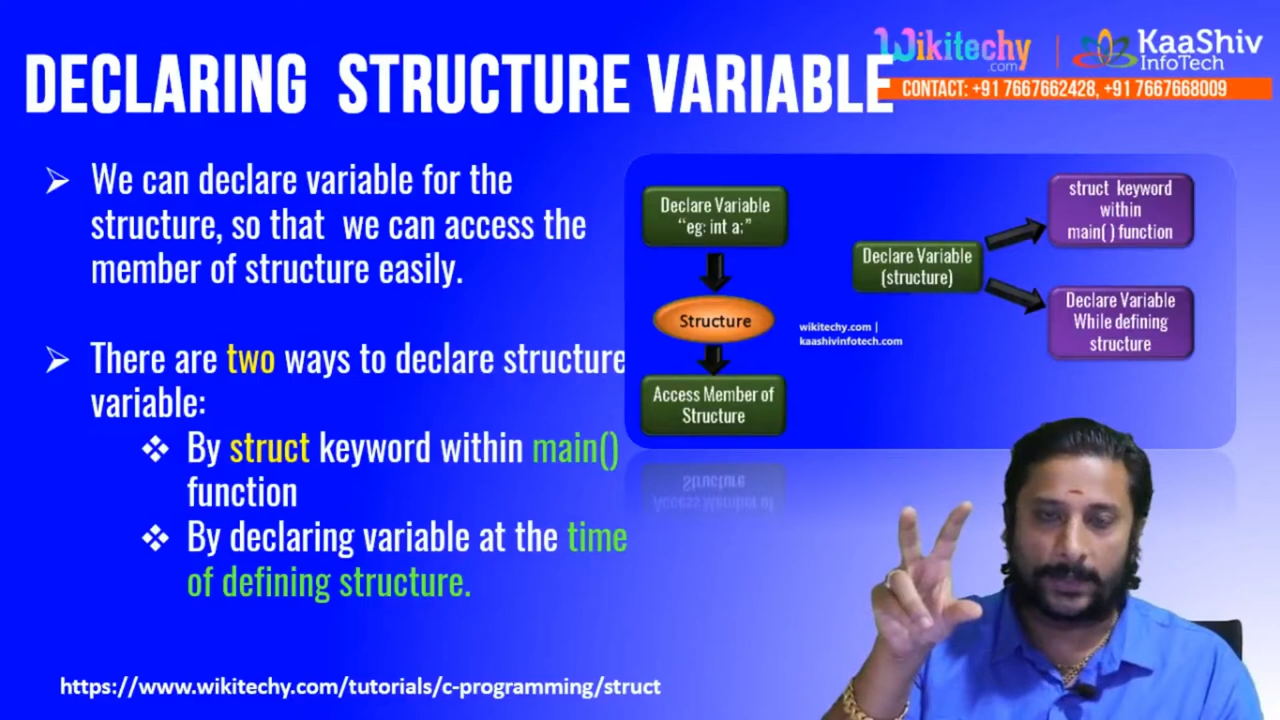 DECLARING STRUCTURE VARIABLE
Wikitechy
.com
KaaShiv
InfoTech
CONTACT: +91 7667662428, +91 7667668009
➢ We can declare variable for the
structure, so that we can access the
member of structure easily.
➢ There are two ways to declare structure
variable:
❖ By struct keyword within main()
function
❖ By declaring variable at the time
of defining structure.
Declare Variable
“eg: int a;”
Structure
Access Member of
Structure
wikitechy.com |
kaashivinfotech.com
Declare Variable
(structure)
struct keyword
within
main( ) function
Declare Variable
While defining
structure
Structure
Access Member of
https://www.wikitechy.com/tutorials/c-programming/struct